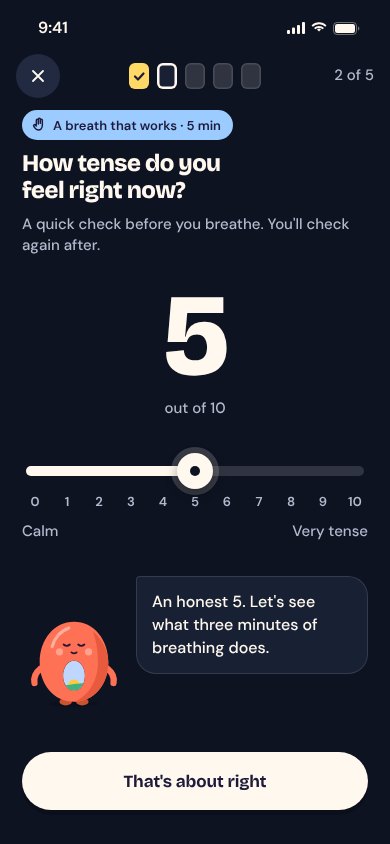 9:41
2 of 5
A breath that works · 5 min
How tense do you
feel right now?
A quick check before you breathe. You'll check
again after.
5
out of 10
0 1 2 3 4 5 6 7 8 9 10
Calm Very tense
An honest 5. Let's see
what three minutes of
breathing does.
That's about right